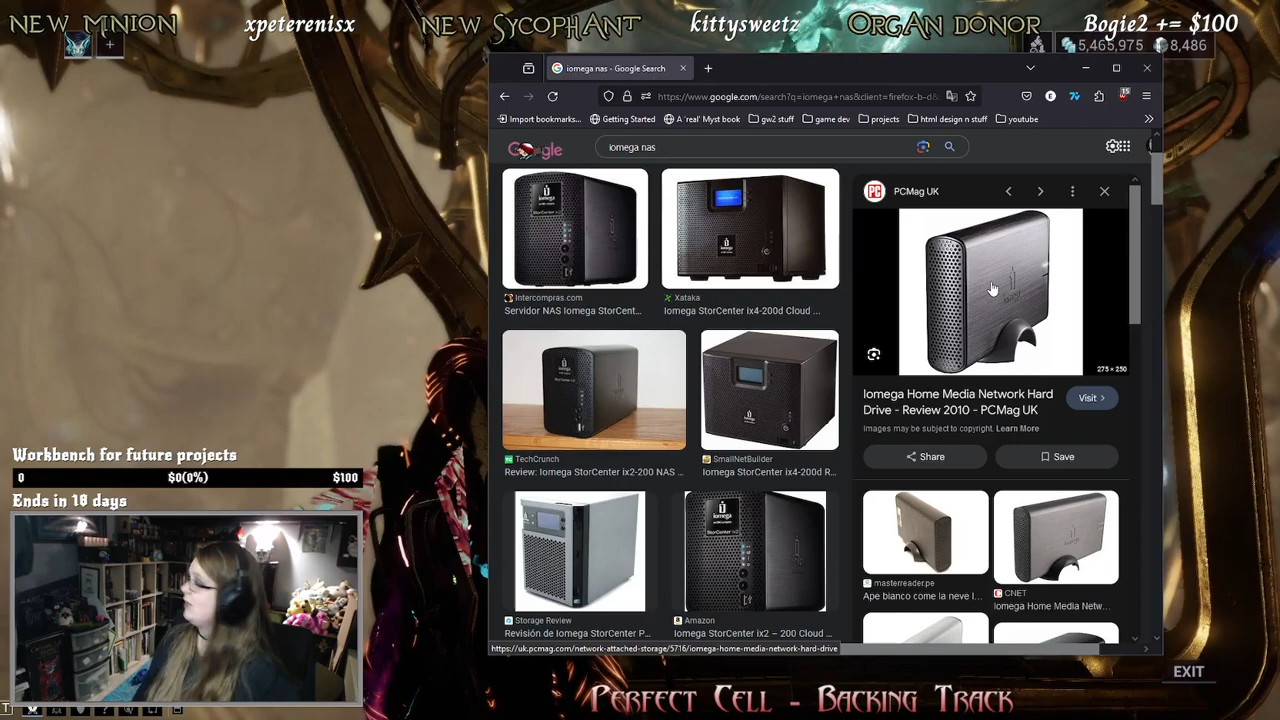 NEW MINION
xpeterenisx
NEW SYCOPHANT
kittysweetz
ORGAN DONOR
Bogie2 += $100
5,465,975
8,486
iomega nas - Google Search
https://www.google.com/search?q=iomega+nas&client=firefox-b-d&
15
Import bookmarks...
Getting Started
A 'real' Myst book
gw2 stuff
game dev
projects
html design n stuff
youtube
Google
iomega nas
Intercompras.com
Servidor NAS Iomega StorCent...
Xataka
Iomega StorCenter ix4-200d Cloud ...
TechCrunch
Review: Iomega StorCenter ix2-200 NAS ...
SmallNetBuilder
Iomega StorCenter ix4-200d R...
Storage Review
Revisión de Iomega StorCenter P...
Amazon
Iomega StorCenter ix2 – 200 Cloud ...
PC
PCMag UK
275 × 250
Iomega Home Media Network Hard
Drive - Review 2010 - PCMag UK
Visit
Images may be subject to copyright. Learn More
Share
Save
masterreader.pe
Ape bianco come la neve I...
CNET
Iomega Home Media Netw...
https://uk.pcmag.com/network-attached-storage/5716/iomega-home-media-network-hard-drive
Workbench for future projects
0
$0(0%)
$100
Ends in 10 days
EXIT
Perfect Cell - Backing Track